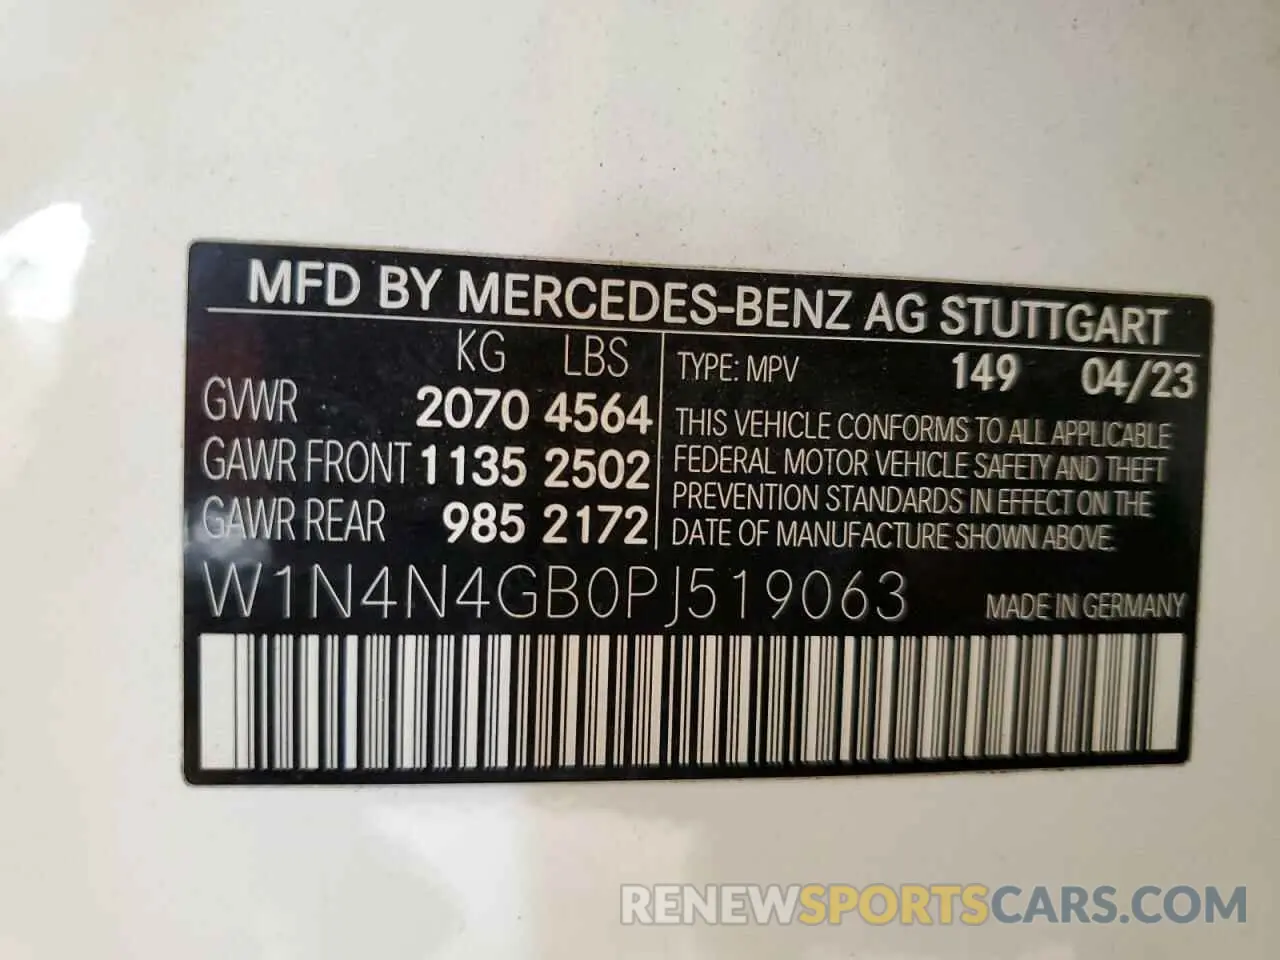 MFD BY MERCEDES-BENZ AG STUTTGART
KG LBS
GVWR 2070 4564
GAWR FRONT 1135 2502
GAWR REAR 985 2172
TYPE: MPV 149 04/23
THIS VEHICLE CONFORMS TO ALL APPLICABLE
FEDERAL MOTOR VEHICLE SAFETY AND THEFT
PREVENTION STANDARDS IN EFFECT ON THE
DATE OF MANUFACTURE SHOWN ABOVE.
W1N4N4GB0PJ519063 MADE IN GERMANY
RENEWSPORTSCARS.COM